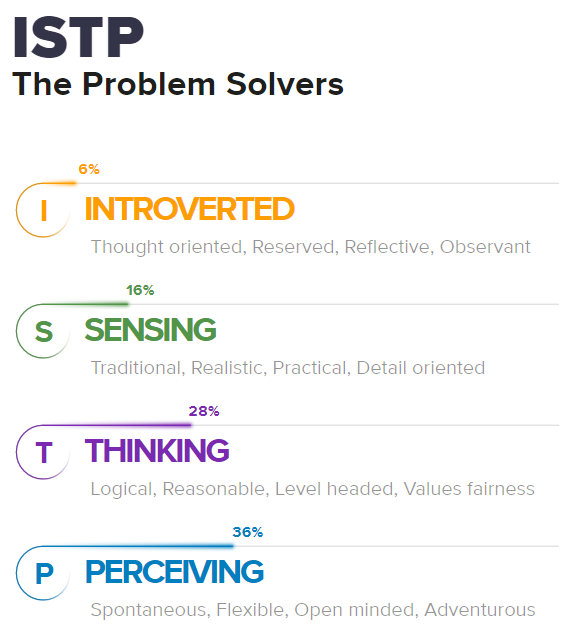 ISTP
The Problem Solvers
6%
I INTROVERTED
Thought oriented, Reserved, Reflective, Observant
16%
S SENSING
Traditional, Realistic, Practical, Detail oriented
28%
T THINKING
Logical, Reasonable, Level headed, Values fairness
36%
P PERCEIVING
Spontaneous, Flexible, Open minded, Adventurous